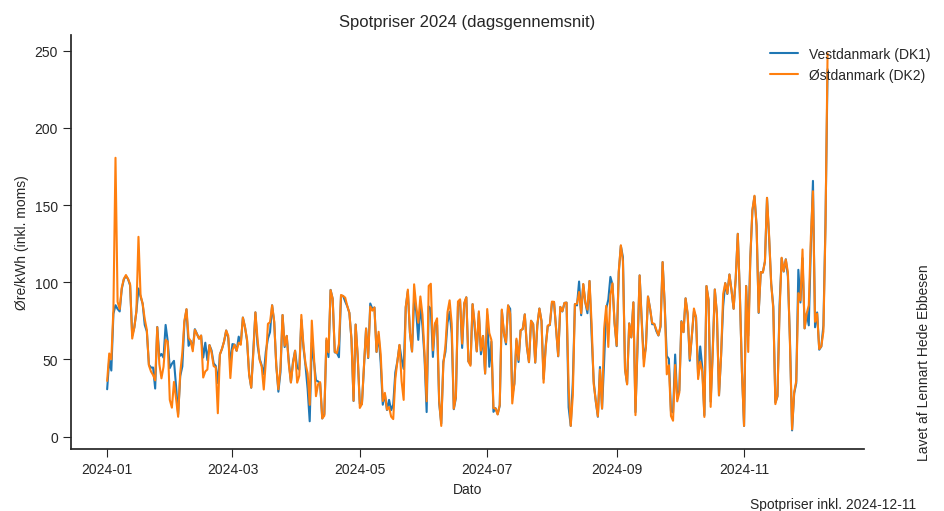 Spotpriser 2024 (dagsgennemsnit)
Vestdanmark (DK1)
Østdanmark (DK2)
Øre/kWh (inkl. moms)
250
200
150
100
50
0
2024-01
2024-03
2024-05
2024-07
2024-09
2024-11
Dato
Lavet af Lennart Hede Ebbesen
Spotpriser inkl. 2024-12-11